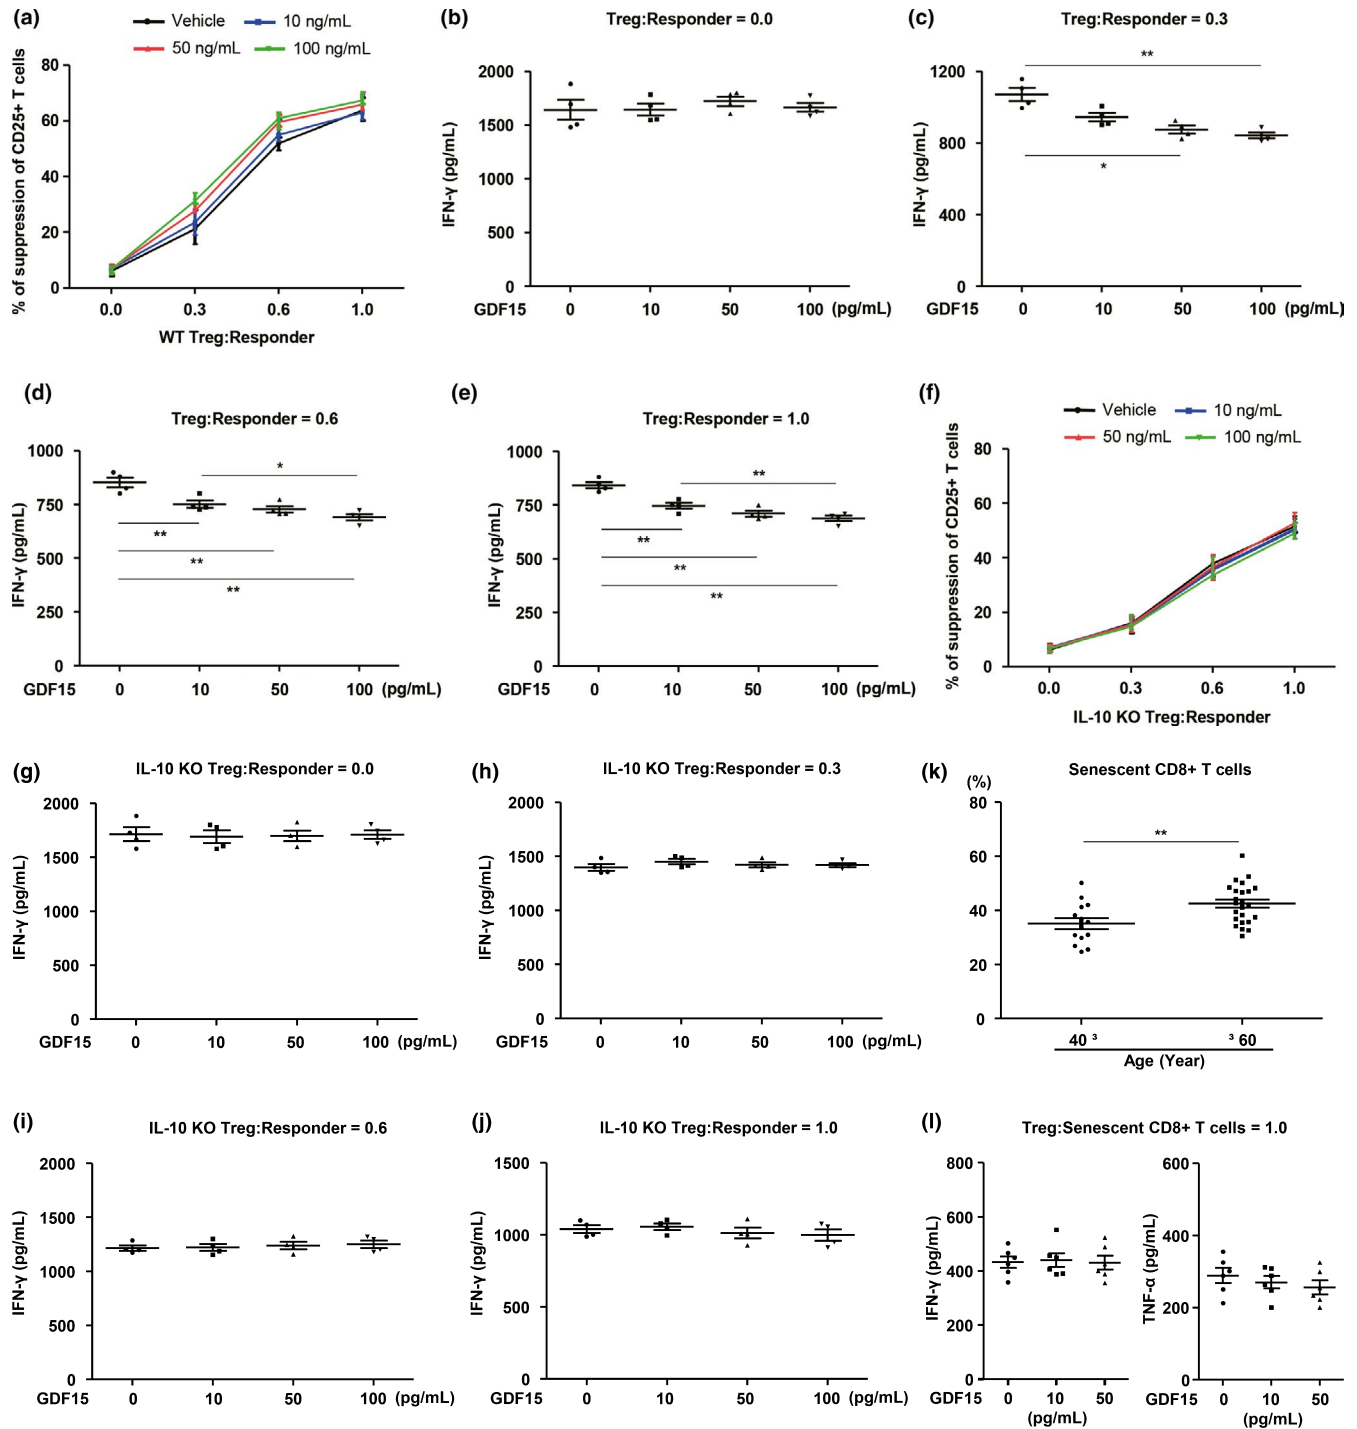 (a)
Vehicle
10 ng/mL
50 ng/mL
100 ng/mL
% of suppression of CD25+ T cells
80
60
40
20
0
0.0 0.3 0.6 1.0
WT Treg:Responder
(b)
Treg:Responder = 0.0
IFN-γ (pg/mL)
2000
1500
1000
500
0
GDF15 0 10 50 100 (pg/mL)
(c)
Treg:Responder = 0.3
IFN-γ (pg/mL)
1200
800
400
0
**
*
GDF15 0 10 50 100 (pg/mL)
(d)
Treg:Responder = 0.6
IFN-γ (pg/mL)
1000
750
500
250
0
*
**
**
**
GDF15 0 10 50 100 (pg/mL)
(e)
Treg:Responder = 1.0
IFN-γ (pg/mL)
1000
750
500
250
0
**
**
**
**
GDF15 0 10 50 100 (pg/mL)
(f)
Vehicle
10 ng/mL
50 ng/mL
100 ng/mL
% of suppression of CD25+ T cells
80
60
40
20
0
0.0 0.3 0.6 1.0
IL-10 KO Treg:Responder
(g)
IL-10 KO Treg:Responder = 0.0
IFN-γ (pg/mL)
2000
1500
1000
500
0
GDF15 0 10 50 100 (pg/mL)
(h)
IL-10 KO Treg:Responder = 0.3
IFN-γ (pg/mL)
2000
1500
1000
500
0
GDF15 0 10 50 100 (pg/mL)
(k)
Senescent CD8+ T cells
(%)
80
60
40
20
0
**
40 ³ ³ 60
Age (Year)
(i)
IL-10 KO Treg:Responder = 0.6
IFN-γ (pg/mL)
2000
1500
1000
500
0
GDF15 0 10 50 100 (pg/mL)
(j)
IL-10 KO Treg:Responder = 1.0
IFN-γ (pg/mL)
1500
1000
500
0
GDF15 0 10 50 100 (pg/mL)
(l)
Treg:Senescent CD8+ T cells = 1.0
IFN-γ (pg/mL)
800
600
400
200
0
GDF15 0 10 50
(pg/mL)
TNF-α (pg/mL)
600
400
200
0
GDF15 0 10 50
(pg/mL)